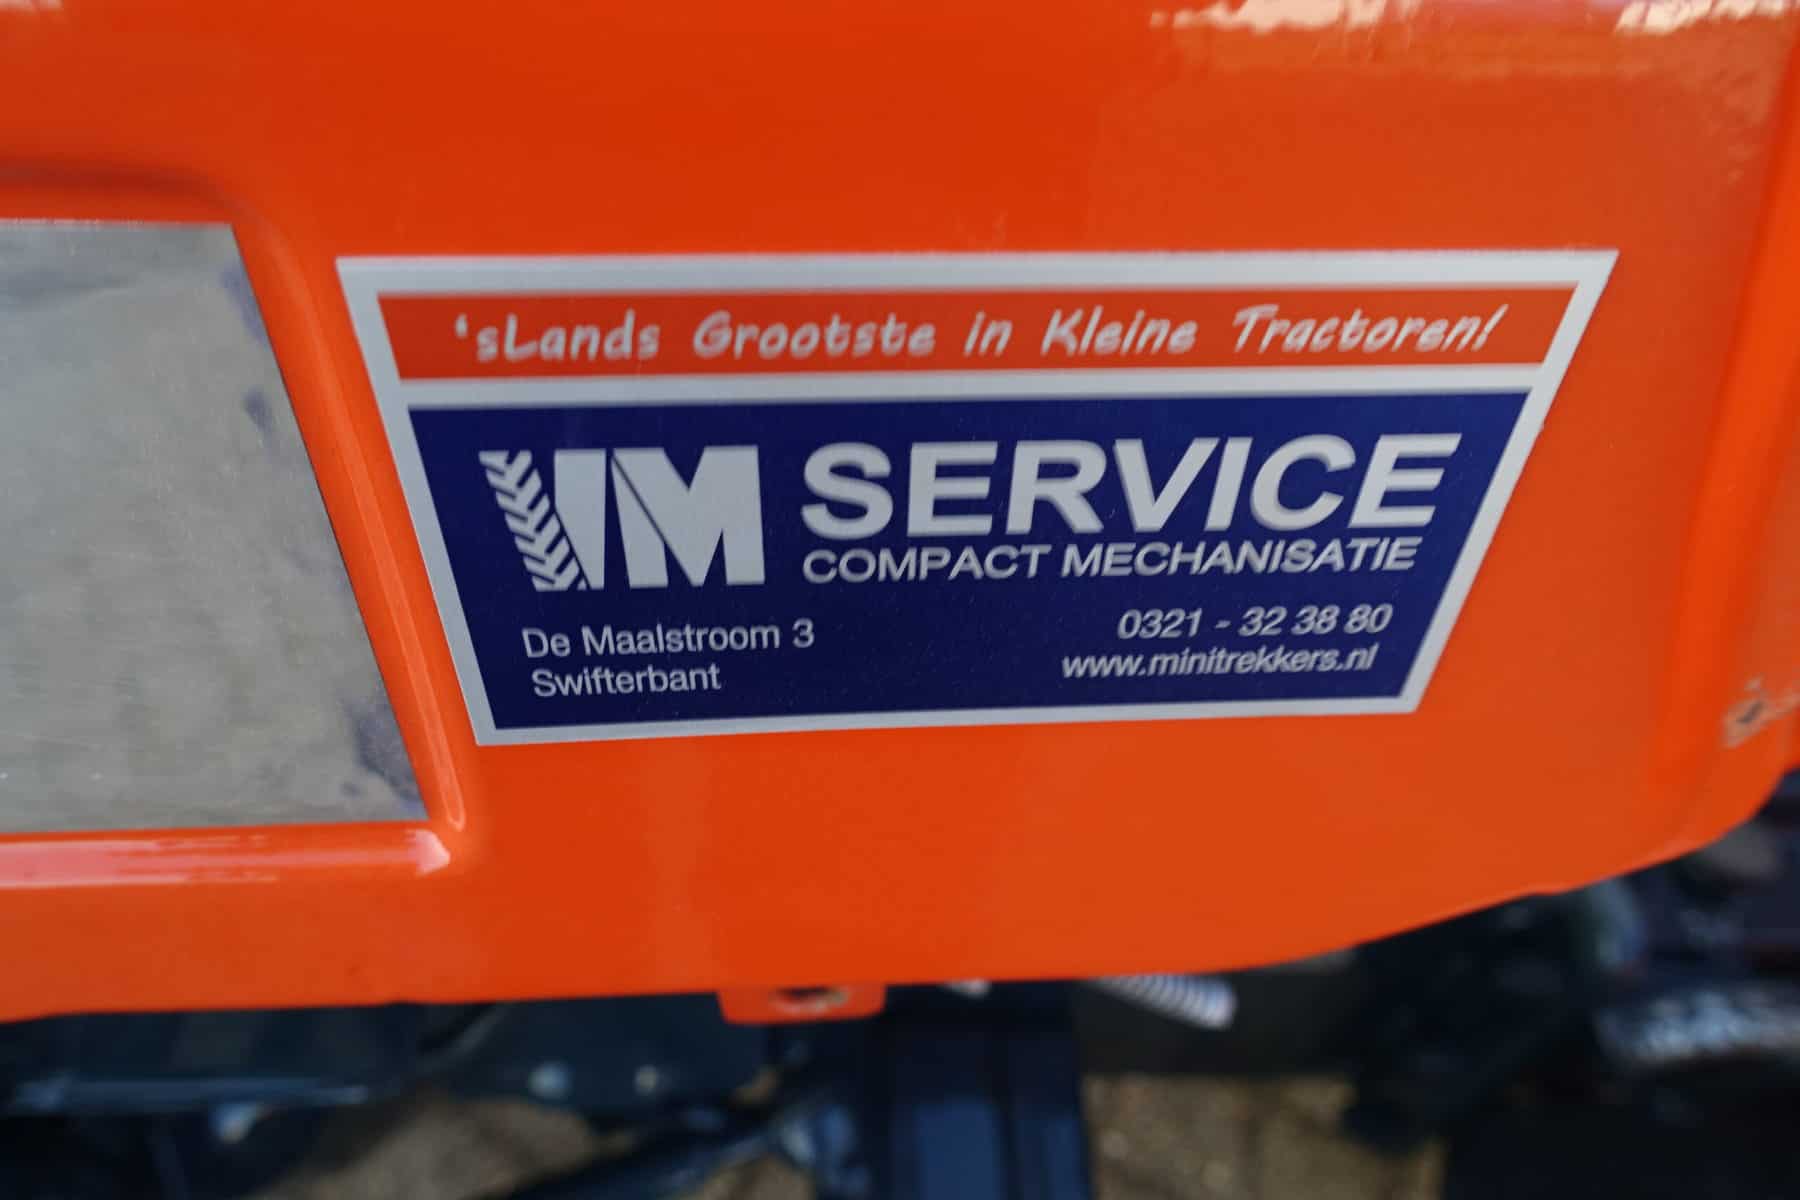 'sLands Grootste in Kleine Tractoren!
VM SERVICE
COMPACT MECHANISATIE
De Maalstroom 3
Swifterbant
0321 - 32 38 80
www.minitrekkers.nl